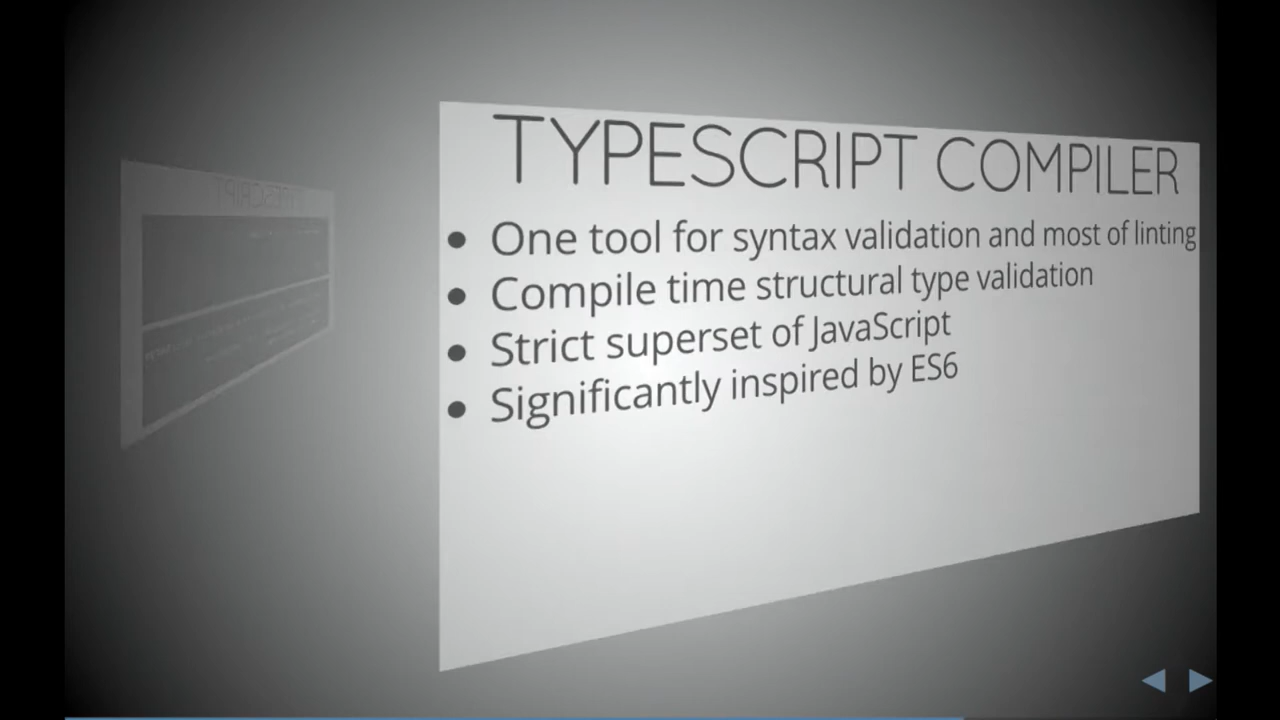 TYPESCRIPT COMPILER
One tool for syntax validation and most of linting
Compile time structural type validation
Strict superset of JavaScript
Significantly inspired by ES6